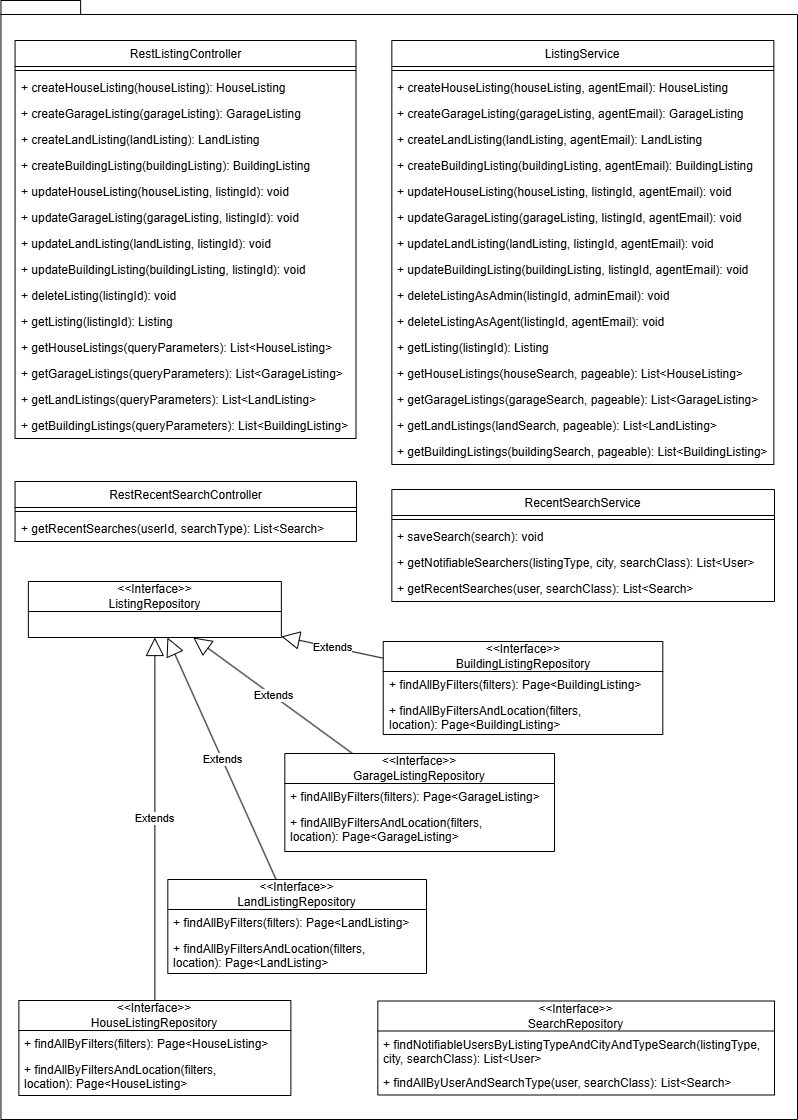 RestListingController
+ createHouseListing(houseListing): HouseListing
+ createGarageListing(garageListing): GarageListing
+ createLandListing(landListing): LandListing
+ createBuildingListing(buildingListing): BuildingListing
+ updateHouseListing(houseListing, listingId): void
+ updateGarageListing(garageListing, listingId): void
+ updateLandListing(landListing, listingId): void
+ updateBuildingListing(buildingListing, listingId): void
+ deleteListing(listingId): void
+ getListing(listingId): Listing
+ getHouseListings(queryParameters): List<HouseListing>
+ getGarageListings(queryParameters): List<GarageListing>
+ getLandListings(queryParameters): List<LandListing>
+ getBuildingListings(queryParameters): List<BuildingListing>
ListingService
+ createHouseListing(houseListing, agentEmail): HouseListing
+ createGarageListing(garageListing, agentEmail): GarageListing
+ createLandListing(landListing, agentEmail): LandListing
+ createBuildingListing(buildingListing, agentEmail): BuildingListing
+ updateHouseListing(houseListing, listingId, agentEmail): void
+ updateGarageListing(garageListing, listingId, agentEmail): void
+ updateLandListing(landListing, listingId, agentEmail): void
+ updateBuildingListing(buildingListing, listingId, agentEmail): void
+ deleteListingAsAdmin(listingId, adminEmail): void
+ deleteListingAsAgent(listingId, agentEmail): void
+ getListing(listingId): Listing
+ getHouseListings(houseSearch, pageable): List<HouseListing>
+ getGarageListings(garageSearch, pageable): List<GarageListing>
+ getLandListings(landSearch, pageable): List<LandListing>
+ getBuildingListings(buildingSearch, pageable): List<BuildingListing>
RestRecentSearchController
+ getRecentSearches(userId, searchType): List<Search>
RecentSearchService
+ saveSearch(search): void
+ getNotifiableSearchers(listingType, city, searchClass): List<User>
+ getRecentSearches(user, searchClass): List<Search>
<<Interface>>
ListingRepository
Extends
<<Interface>>
BuildingListingRepository
+ findAllByFilters(filters): Page<BuildingListing>
+ findAllByFiltersAndLocation(filters,
location): Page<BuildingListing>
Extends
<<Interface>>
GarageListingRepository
+ findAllByFilters(filters): Page<GarageListing>
+ findAllByFiltersAndLocation(filters,
location): Page<GarageListing>
Extends
Extends
<<Interface>>
LandListingRepository
+ findAllByFilters(filters): Page<LandListing>
+ findAllByFiltersAndLocation(filters,
location): Page<LandListing>
<<Interface>>
HouseListingRepository
+ findAllByFilters(filters): Page<HouseListing>
+ findAllByFiltersAndLocation(filters,
location): Page<HouseListing>
<<Interface>>
SearchRepository
+ findNotifiableUsersByListingTypeAndCityAndTypeSearch(listingType,
city, searchClass): List<User>
+ findAllByUserAndSearchType(user, searchClass): List<Search>